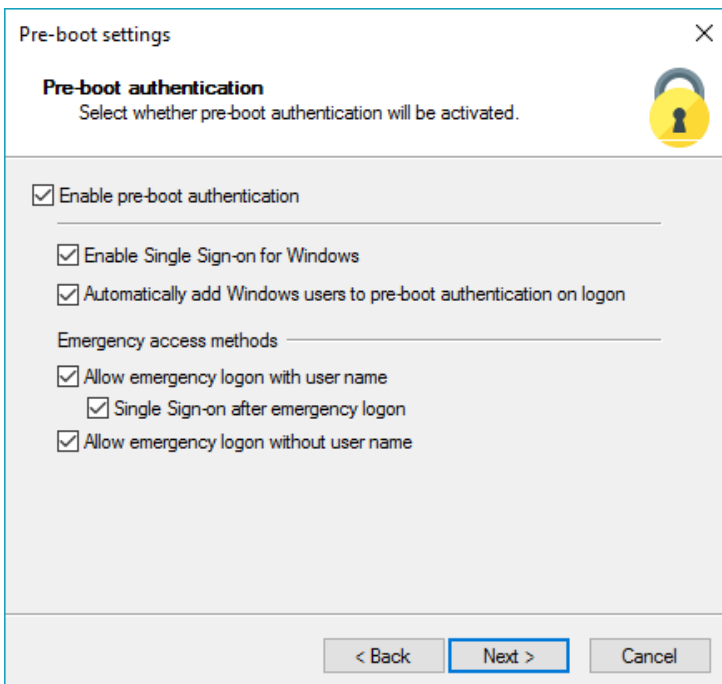 Pre-boot settings
Pre-boot authentication
Select whether pre-boot authentication will be activated.
Enable pre-boot authentication
Enable Single Sign-on for Windows
Automatically add Windows users to pre-boot authentication on logon
Emergency access methods
Allow emergency logon with user name
Single Sign-on after emergency logon
Allow emergency logon without user name
< Back Next > Cancel